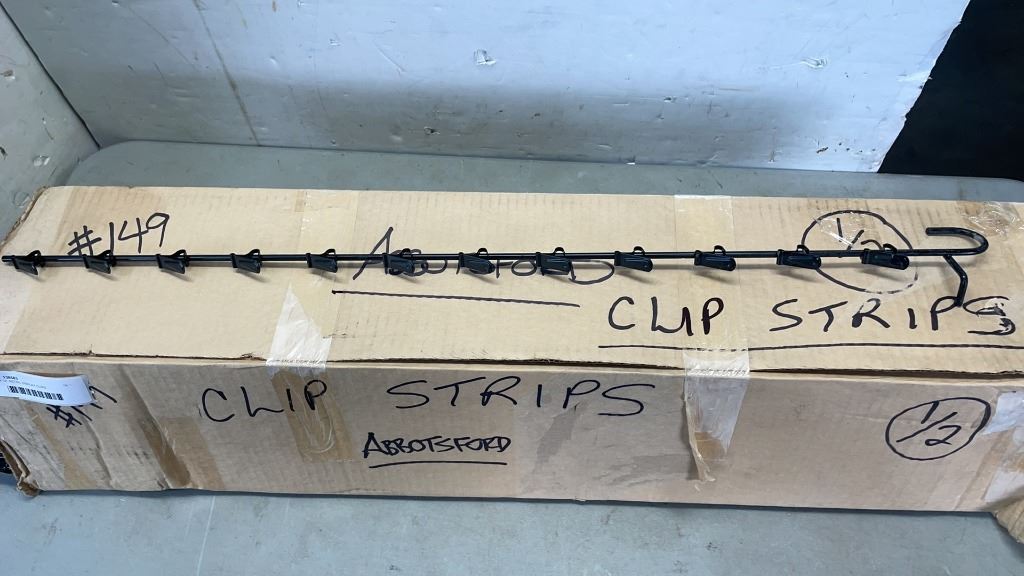 #149
ABBOTSFORD
1/2
CLIP STRIPS
CLIP STRIPS
ABBOTSFORD
1/2